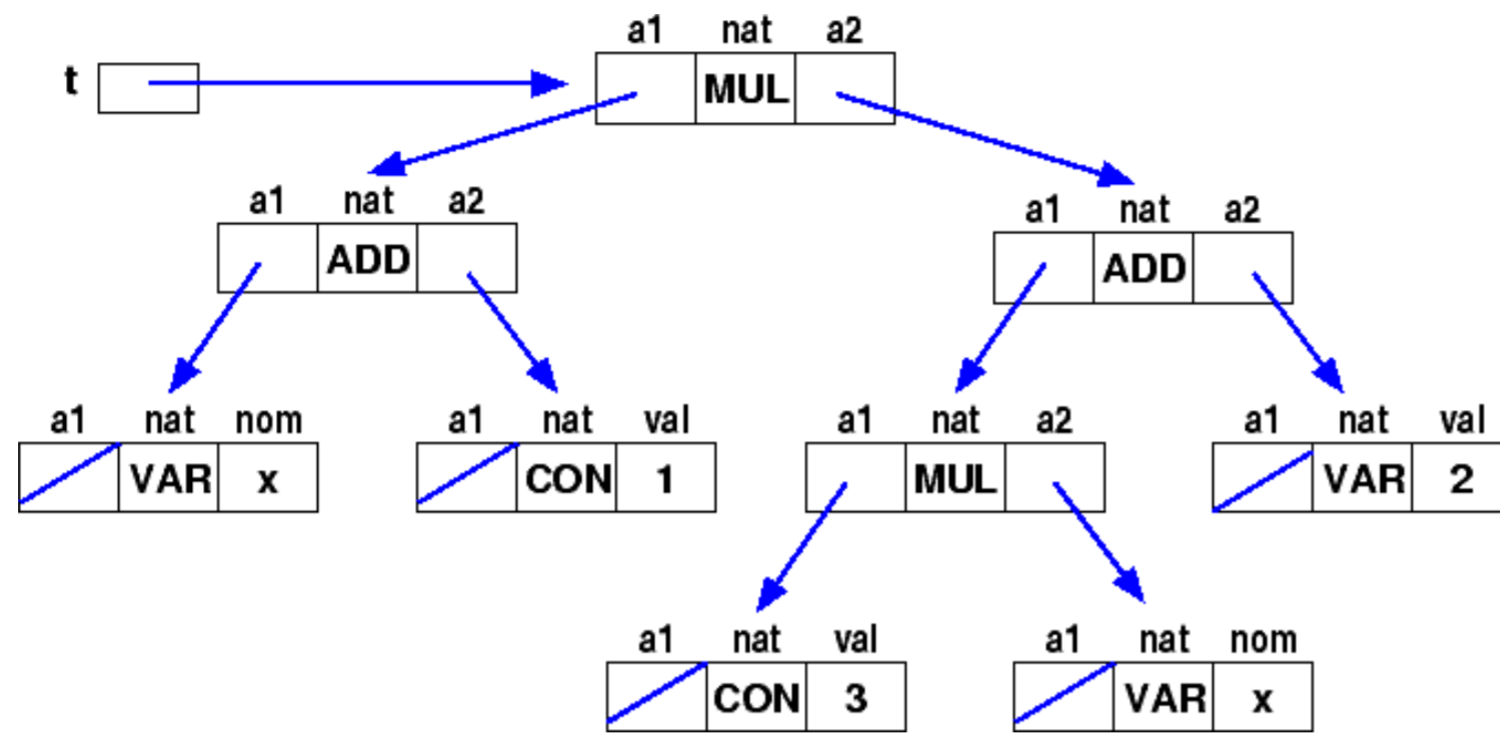 a1 nat a2
t MUL
a1 nat a2 a1 nat a2
ADD ADD
a1 nat nom a1 nat val a1 nat a2 a1 nat val
VAR x CON 1 MUL VAR 2
a1 nat val a1 nat nom
CON 3 VAR x